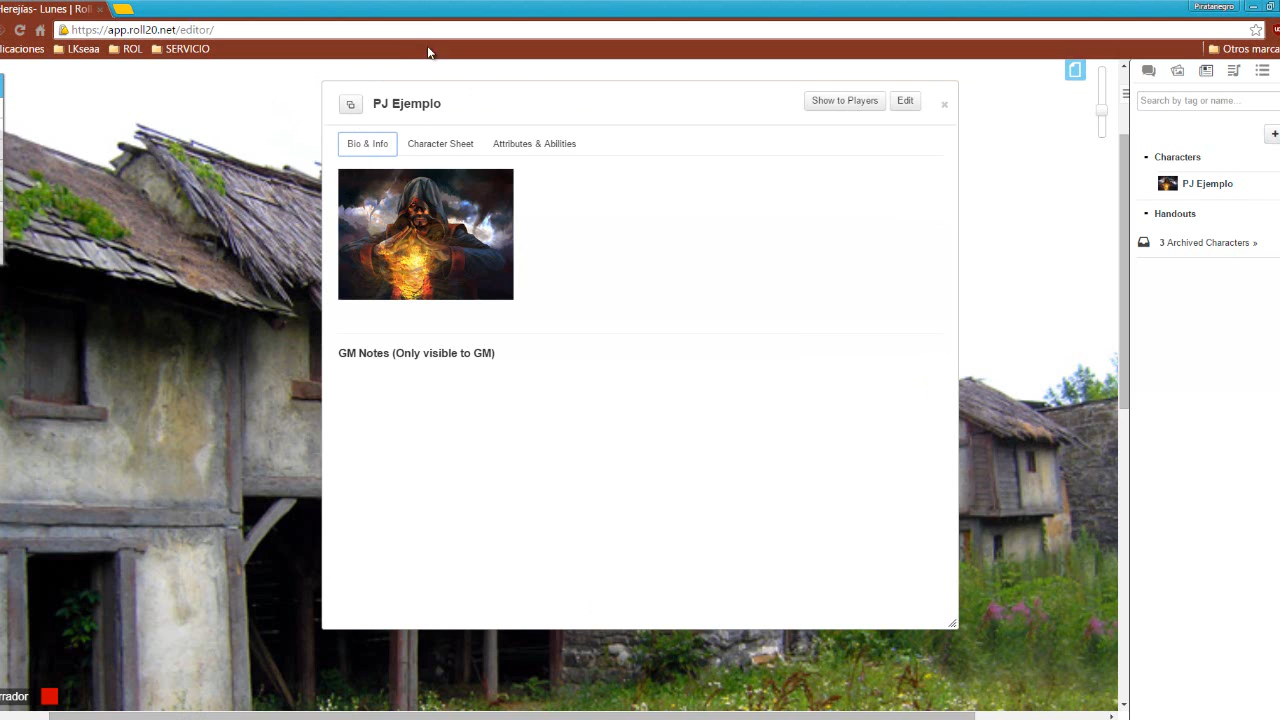 Herejías- Lunes | Roll
Piratanegro
https://app.roll20.net/editor/
licaciones LKseaa ROL SERVICIO Otros marca
PJ Ejemplo
Show to Players
Edit
Bio & Info
Character Sheet
Attributes & Abilities
GM Notes (Only visible to GM)
Search by tag or name...
Characters
PJ Ejemplo
Handouts
3 Archived Characters »
rrador